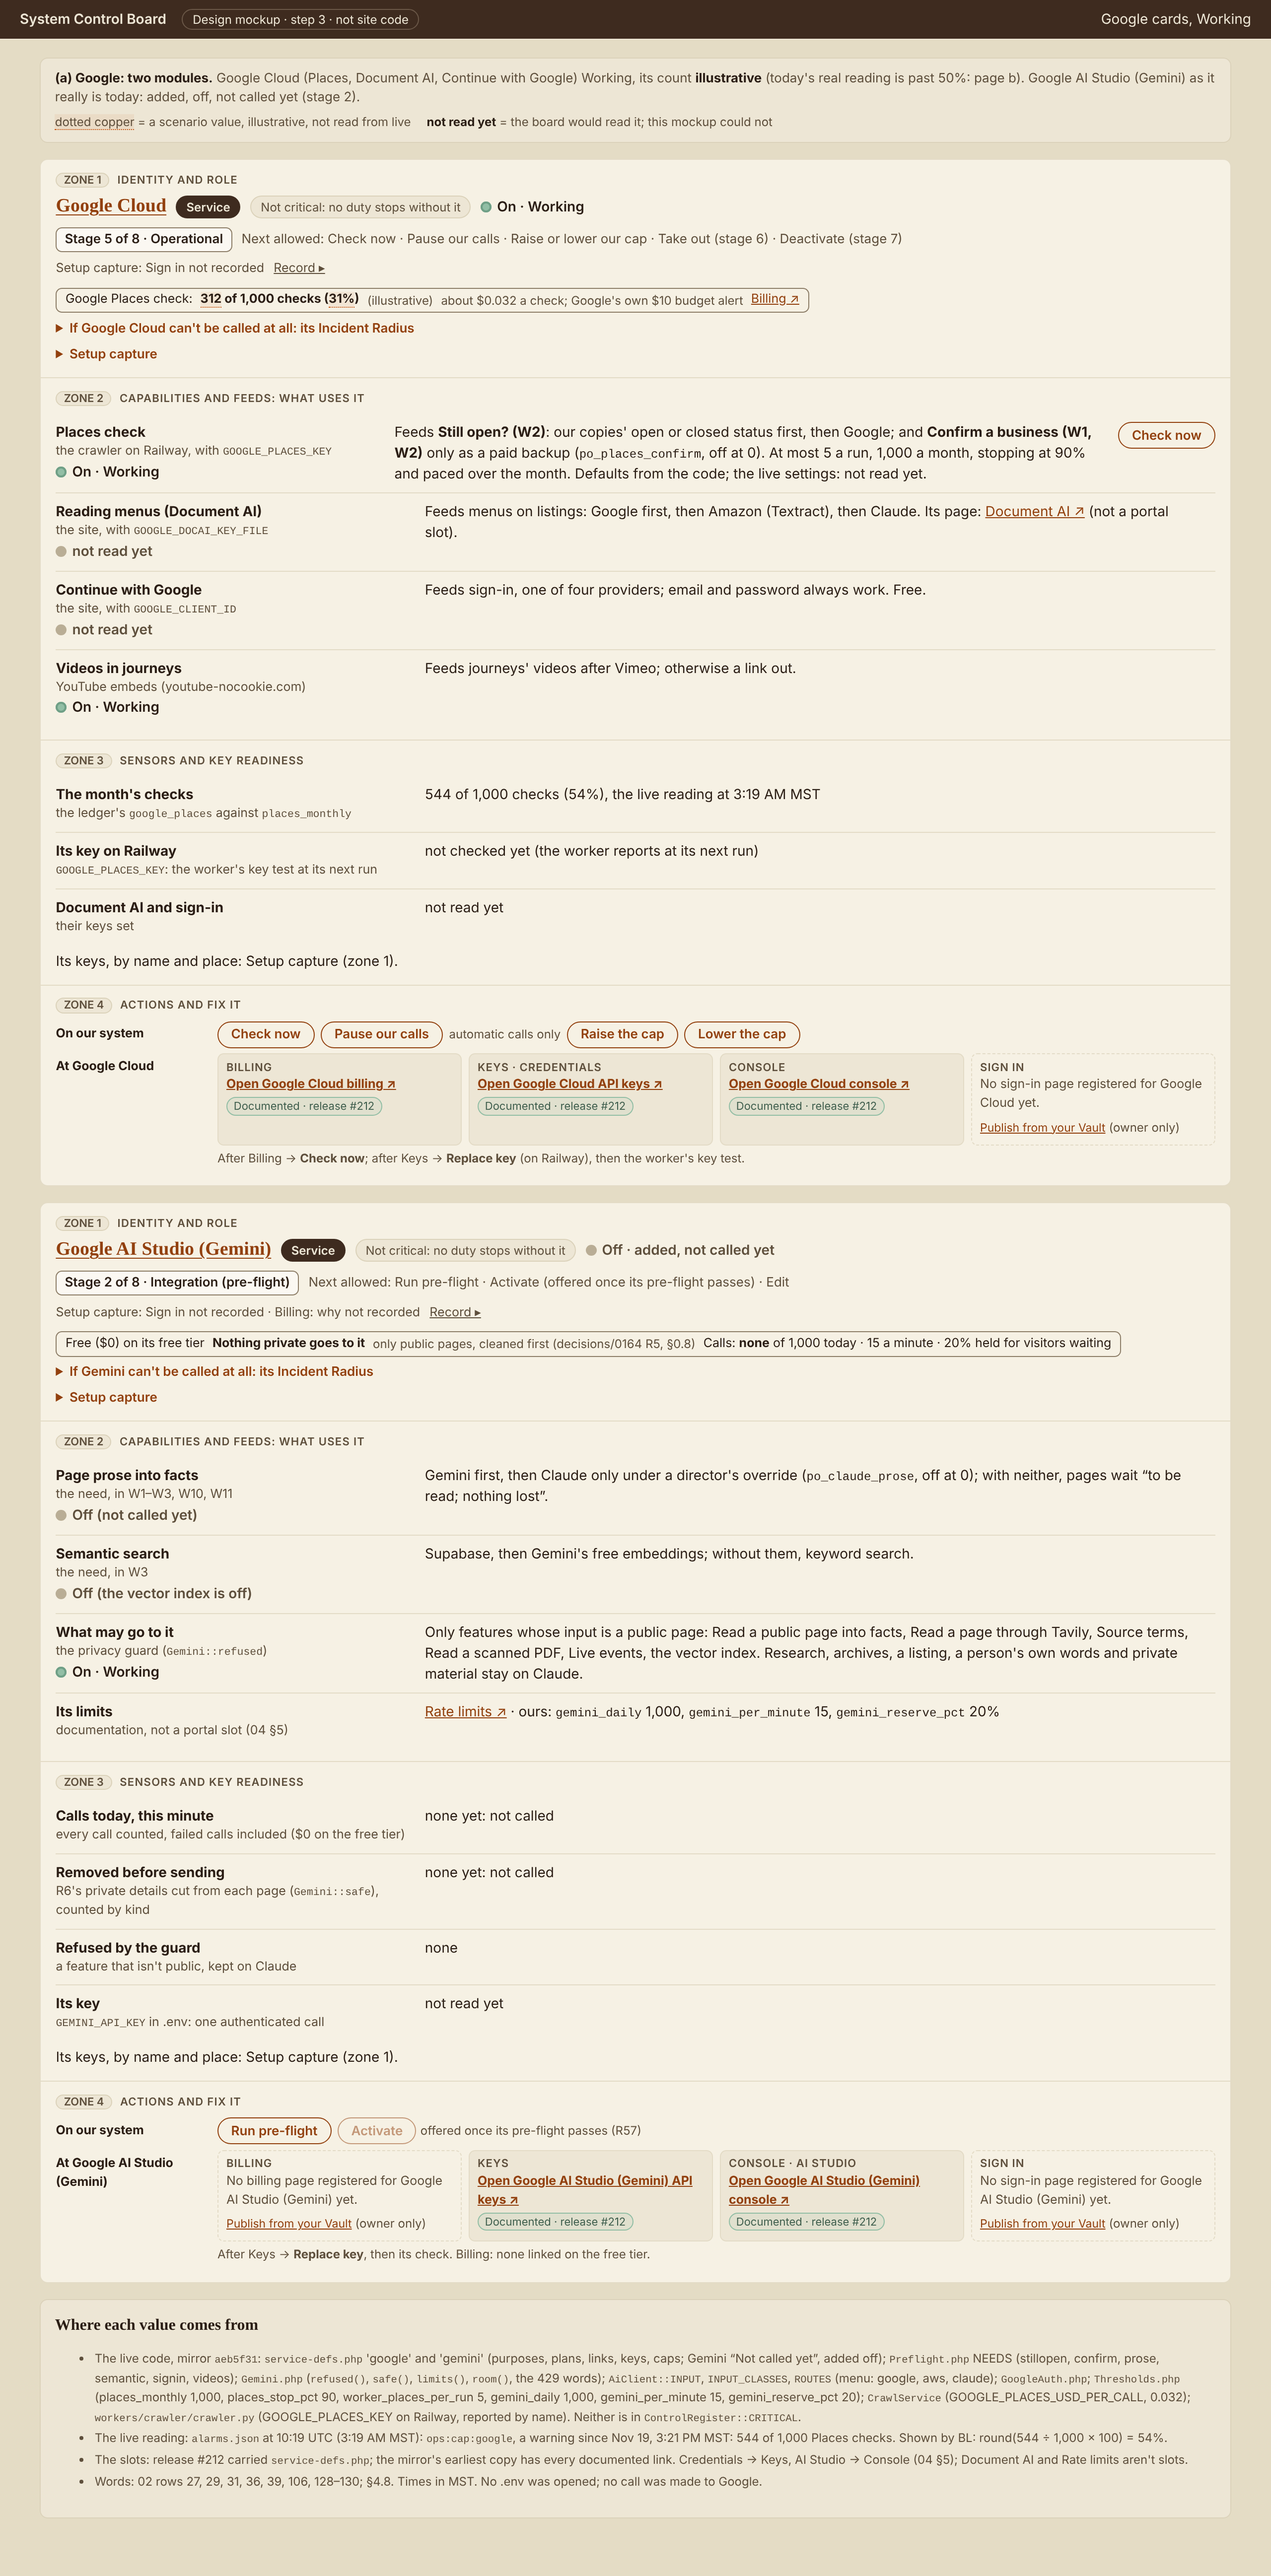 System Control Board
Design mockup · step 3 · not site code
Google cards, Working
(a) Google: two modules. Google Cloud (Places, Document AI, Continue with Google) Working, its count illustrative (today's real reading is past 50%: page b). Google AI Studio (Gemini) as it
really is today: added, off, not called yet (stage 2).
dotted copper = a scenario value, illustrative, not read from live not read yet = the board would read it; this mockup could not
ZONE 1 IDENTITY AND ROLE
Google Cloud Service Not critical: no duty stops without it On · Working
Stage 5 of 8 · Operational Next allowed: Check now · Pause our calls · Raise or lower our cap · Take out (stage 6) · Deactivate (stage 7)
Setup capture: Sign in not recorded Record ▸
Google Places check: 312 of 1,000 checks (31%) (illustrative) about $0.032 a check; Google's own $10 budget alert Billing ↗
▶ If Google Cloud can't be called at all: its Incident Radius
▶ Setup capture
ZONE 2 CAPABILITIES AND FEEDS: WHAT USES IT
Places check
the crawler on Railway, with GOOGLE_PLACES_KEY
On · Working
Feeds Still open? (W2): our copies' open or closed status first, then Google; and Confirm a business (W1,
W2) only as a paid backup (po_places_confirm, off at 0). At most 5 a run, 1,000 a month, stopping at 90%
and paced over the month. Defaults from the code; the live settings: not read yet.
Check now
Reading menus (Document AI)
the site, with GOOGLE_DOCAI_KEY_FILE
not read yet
Feeds menus on listings: Google first, then Amazon (Textract), then Claude. Its page: Document AI ↗ (not a portal
slot).
Continue with Google
the site, with GOOGLE_CLIENT_ID
not read yet
Feeds sign-in, one of four providers; email and password always work. Free.
Videos in journeys
YouTube embeds (youtube-nocookie.com)
On · Working
Feeds journeys' videos after Vimeo; otherwise a link out.
ZONE 3 SENSORS AND KEY READINESS
The month's checks
the ledger's google_places against places_monthly
544 of 1,000 checks (54%), the live reading at 3:19 AM MST
Its key on Railway
GOOGLE_PLACES_KEY: the worker's key test at its next run
not checked yet (the worker reports at its next run)
Document AI and sign-in
their keys set
not read yet
Its keys, by name and place: Setup capture (zone 1).
ZONE 4 ACTIONS AND FIX IT
On our system
Check now Pause our calls automatic calls only Raise the cap Lower the cap
At Google Cloud
BILLING
Open Google Cloud billing ↗
Documented · release #212
KEYS · CREDENTIALS
Open Google Cloud API keys ↗
Documented · release #212
CONSOLE
Open Google Cloud console ↗
Documented · release #212
SIGN IN
No sign-in page registered for Google
Cloud yet.
Publish from your Vault (owner only)
After Billing → Check now; after Keys → Replace key (on Railway), then the worker's key test.
ZONE 1 IDENTITY AND ROLE
Google AI Studio (Gemini) Service Not critical: no duty stops without it Off · added, not called yet
Stage 2 of 8 · Integration (pre-flight) Next allowed: Run pre-flight · Activate (offered once its pre-flight passes) · Edit
Setup capture: Sign in not recorded · Billing: why not recorded Record ▸
Free ($0) on its free tier Nothing private goes to it only public pages, cleaned first (decisions/0164 R5, §0.8) Calls: none of 1,000 today · 15 a minute · 20% held for visitors waiting
▶ If Gemini can't be called at all: its Incident Radius
▶ Setup capture
ZONE 2 CAPABILITIES AND FEEDS: WHAT USES IT
Page prose into facts
the need, in W1–W3, W10, W11
Off (not called yet)
Gemini first, then Claude only under a director's override (po_claude_prose, off at 0); with neither, pages wait “to be
read; nothing lost”.
Semantic search
the need, in W3
Off (the vector index is off)
Supabase, then Gemini's free embeddings; without them, keyword search.
What may go to it
the privacy guard (Gemini::refused)
On · Working
Only features whose input is a public page: Read a public page into facts, Read a page through Tavily, Source terms,
Read a scanned PDF, Live events, the vector index. Research, archives, a listing, a person's own words and private
material stay on Claude.
Its limits
documentation, not a portal slot (04 §5)
Rate limits ↗ · ours: gemini_daily 1,000, gemini_per_minute 15, gemini_reserve_pct 20%
ZONE 3 SENSORS AND KEY READINESS
Calls today, this minute
every call counted, failed calls included ($0 on the free tier)
none yet: not called
Removed before sending
R6's private details cut from each page (Gemini::safe),
counted by kind
none yet: not called
Refused by the guard
a feature that isn't public, kept on Claude
none
Its key
GEMINI_API_KEY in .env: one authenticated call
not read yet
Its keys, by name and place: Setup capture (zone 1).
ZONE 4 ACTIONS AND FIX IT
On our system
Run pre-flight Activate offered once its pre-flight passes (R57)
At Google AI Studio
(Gemini)
BILLING
No billing page registered for Google
AI Studio (Gemini) yet.
Publish from your Vault (owner only)
KEYS
Open Google AI Studio (Gemini) API
keys ↗
Documented · release #212
CONSOLE · AI STUDIO
Open Google AI Studio (Gemini)
console ↗
Documented · release #212
SIGN IN
No sign-in page registered for Google
AI Studio (Gemini) yet.
Publish from your Vault (owner only)
After Keys → Replace key, then its check. Billing: none linked on the free tier.
Where each value comes from
• The live code, mirror aeb5f31: service-defs.php 'google' and 'gemini' (purposes, plans, links, keys, caps; Gemini “Not called yet”, added off); Preflight.php NEEDS (stillopen, confirm, prose,
semantic, signin, videos); Gemini.php (refused(), safe(), limits(), room(), the 429 words); AiClient::INPUT, INPUT_CLASSES, ROUTES (menu: google, aws, claude); GoogleAuth.php; Thresholds.php
(places_monthly 1,000, places_stop_pct 90, worker_places_per_run 5, gemini_daily 1,000, gemini_per_minute 15, gemini_reserve_pct 20); CrawlService (GOOGLE_PLACES_USD_PER_CALL, 0.032);
workers/crawler/crawler.py (GOOGLE_PLACES_KEY on Railway, reported by name). Neither is in ControlRegister::CRITICAL.
• The live reading: alarms.json at 10:19 UTC (3:19 AM MST): ops:cap:google, a warning since Nov 19, 3:21 PM MST: 544 of 1,000 Places checks. Shown by BL: round(544 ÷ 1,000 × 100) = 54%.
• The slots: release #212 carried service-defs.php; the mirror's earliest copy has every documented link. Credentials → Keys, AI Studio → Console (04 §5); Document AI and Rate limits aren't slots.
• Words: 02 rows 27, 29, 31, 36, 39, 106, 128–130; §4.8. Times in MST. No .env was opened; no call was made to Google.